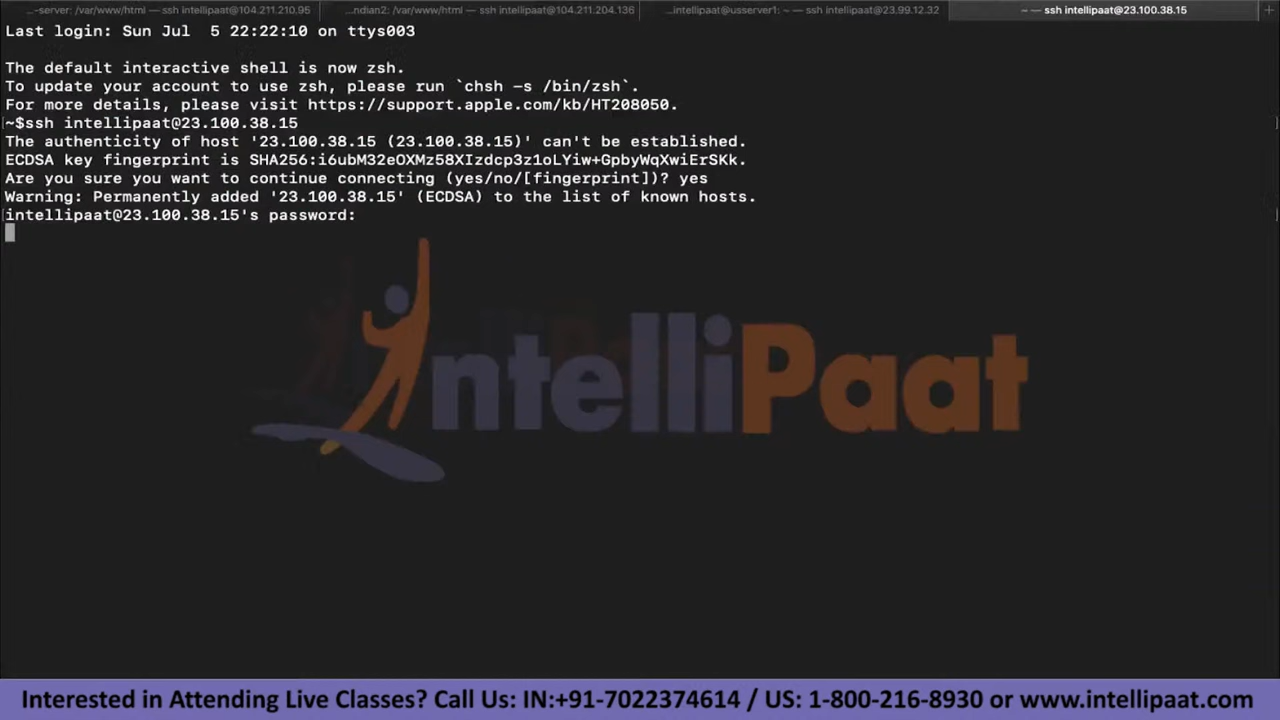 ...-server: /var/www/html — ssh intellipaat@104.211.210.95
...ndian2: /var/www/html — ssh intellipaat@104.211.204.136
...intellipaat@usserver1: ~ — ssh intellipaat@23.99.12.32
~ — ssh intellipaat@23.100.38.15
+
Last login: Sun Jul  5 22:22:10 on ttys003
The default interactive shell is now zsh.
To update your account to use zsh, please run `chsh -s /bin/zsh`.
For more details, please visit https://support.apple.com/kb/HT208050.
~$ssh intellipaat@23.100.38.15
The authenticity of host '23.100.38.15 (23.100.38.15)' can't be established.
ECDSA key fingerprint is SHA256:i6ubM32eOXMz58XIzdcp3z1oLYiw+GpbyWqXwiErSKk.
Are you sure you want to continue connecting (yes/no/[fingerprint])? yes
Warning: Permanently added '23.100.38.15' (ECDSA) to the list of known hosts.
intellipaat@23.100.38.15's password:
IntelliPaat
Interested in Attending Live Classes? Call Us: IN:+91-7022374614 / US: 1-800-216-8930 or www.intellipaat.com